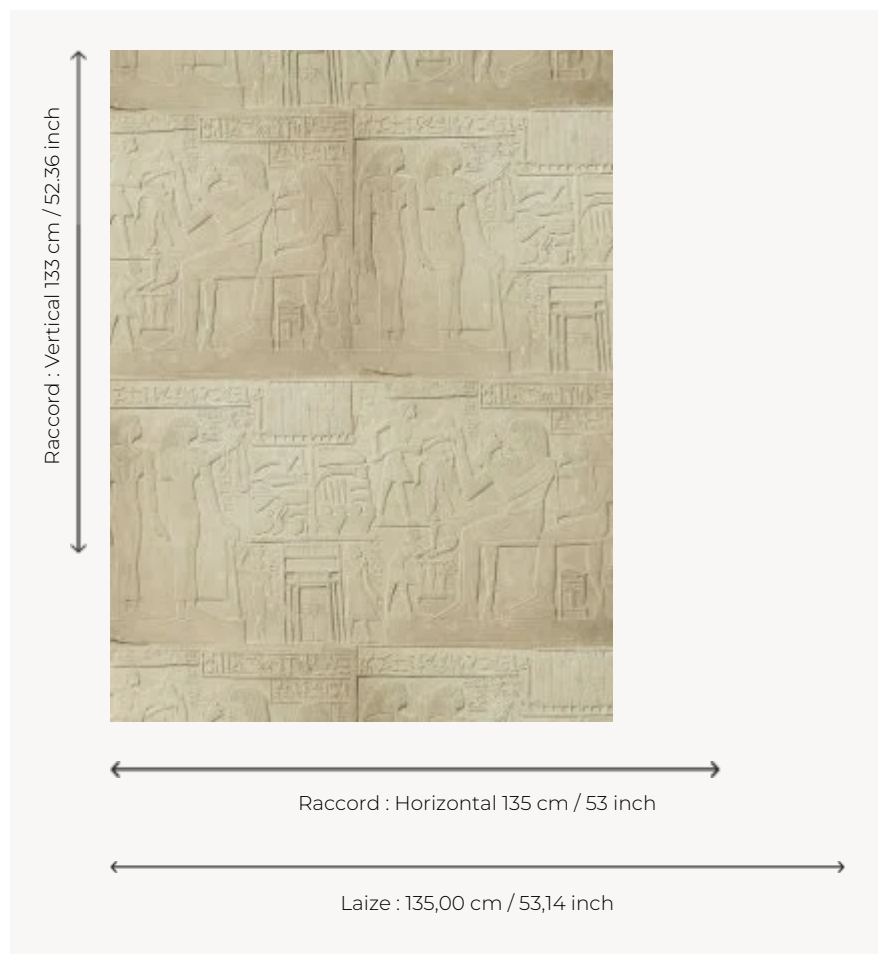 Raccord : Vertical 133 cm / 52.36 inch
Raccord : Horizontal 135 cm / 53 inch
Laize : 135,00 cm / 53,14 inch